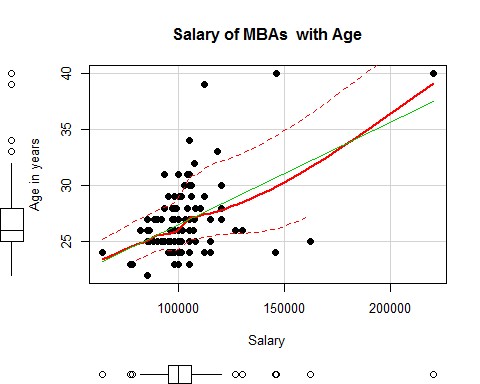 Salary of MBAs  with Age
Age in years
40
35
30
25
100000
150000
200000
Salary